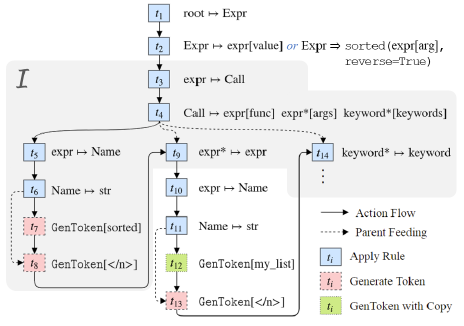 t1 root ↦ Expr
t2 Expr ↦ expr[value] or Expr ⇒ sorted(expr[arg],
reverse=True)
I
t3 expr ↦ Call
t4 Call ↦ expr[func] expr*[args] keyword*[keywords]
t5 expr ↦ Name
t9 expr* ↦ expr
t14 keyword* ↦ keyword
t6 Name ↦ str
t10 expr ↦ Name
⋮
t7 GenToken[sorted]
t11 Name ↦ str
t8 GenToken[</n>]
t12 GenToken[my_list]
t13 GenToken[</n>]
Action Flow
Parent Feeding
ti Apply Rule
ti Generate Token
ti GenToken with Copy